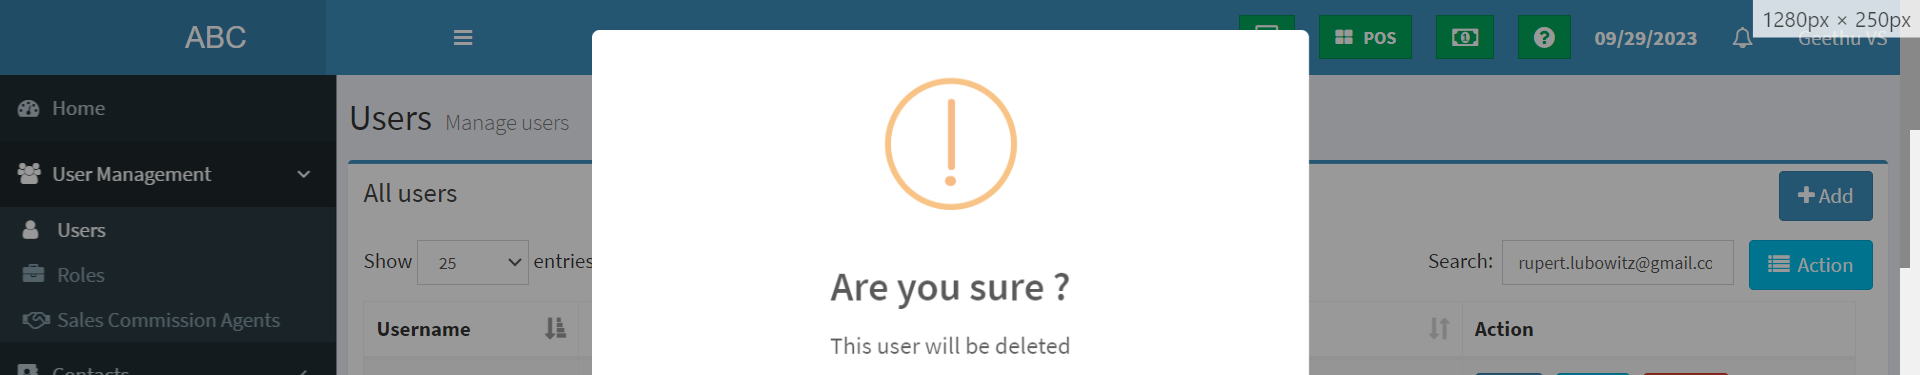 ABC
POS
09/29/2023
Geethu VS
1280px × 250px
Home
User Management
Users
Roles
Sales Commission Agents
Contacts
Users Manage users
All users
Add
Show 25 entries
Search: rupert.lubowitz@gmail.cc
Action
Username
Action
Are you sure ?
This user will be deleted